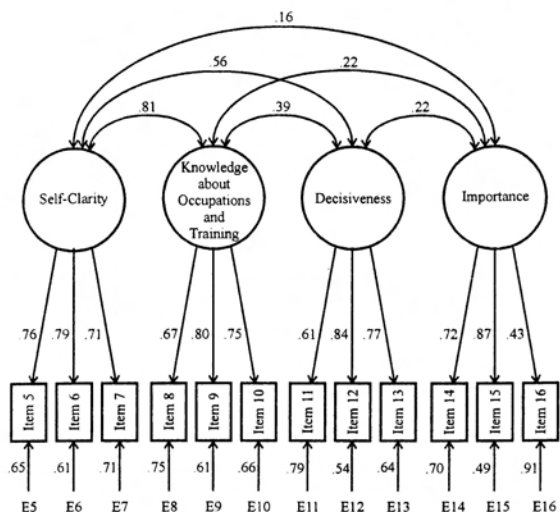 .16
.56
.22
.81
.39
.22
Self-Clarity
Knowledge
about
Occupations
and
Training
Decisiveness
Importance
.76
.79
.71
.67
.80
.75
.61
.84
.77
.72
.87
.43
Item 5
Item 6
Item 7
Item 8
Item 9
Item 10
Item 11
Item 12
Item 13
Item 14
Item 15
Item 16
.65
.61
.71
.75
.61
.66
.79
.54
.64
.70
.49
.91
E5
E6
E7
E8
E9
E10
E11
E12
E13
E14
E15
E16